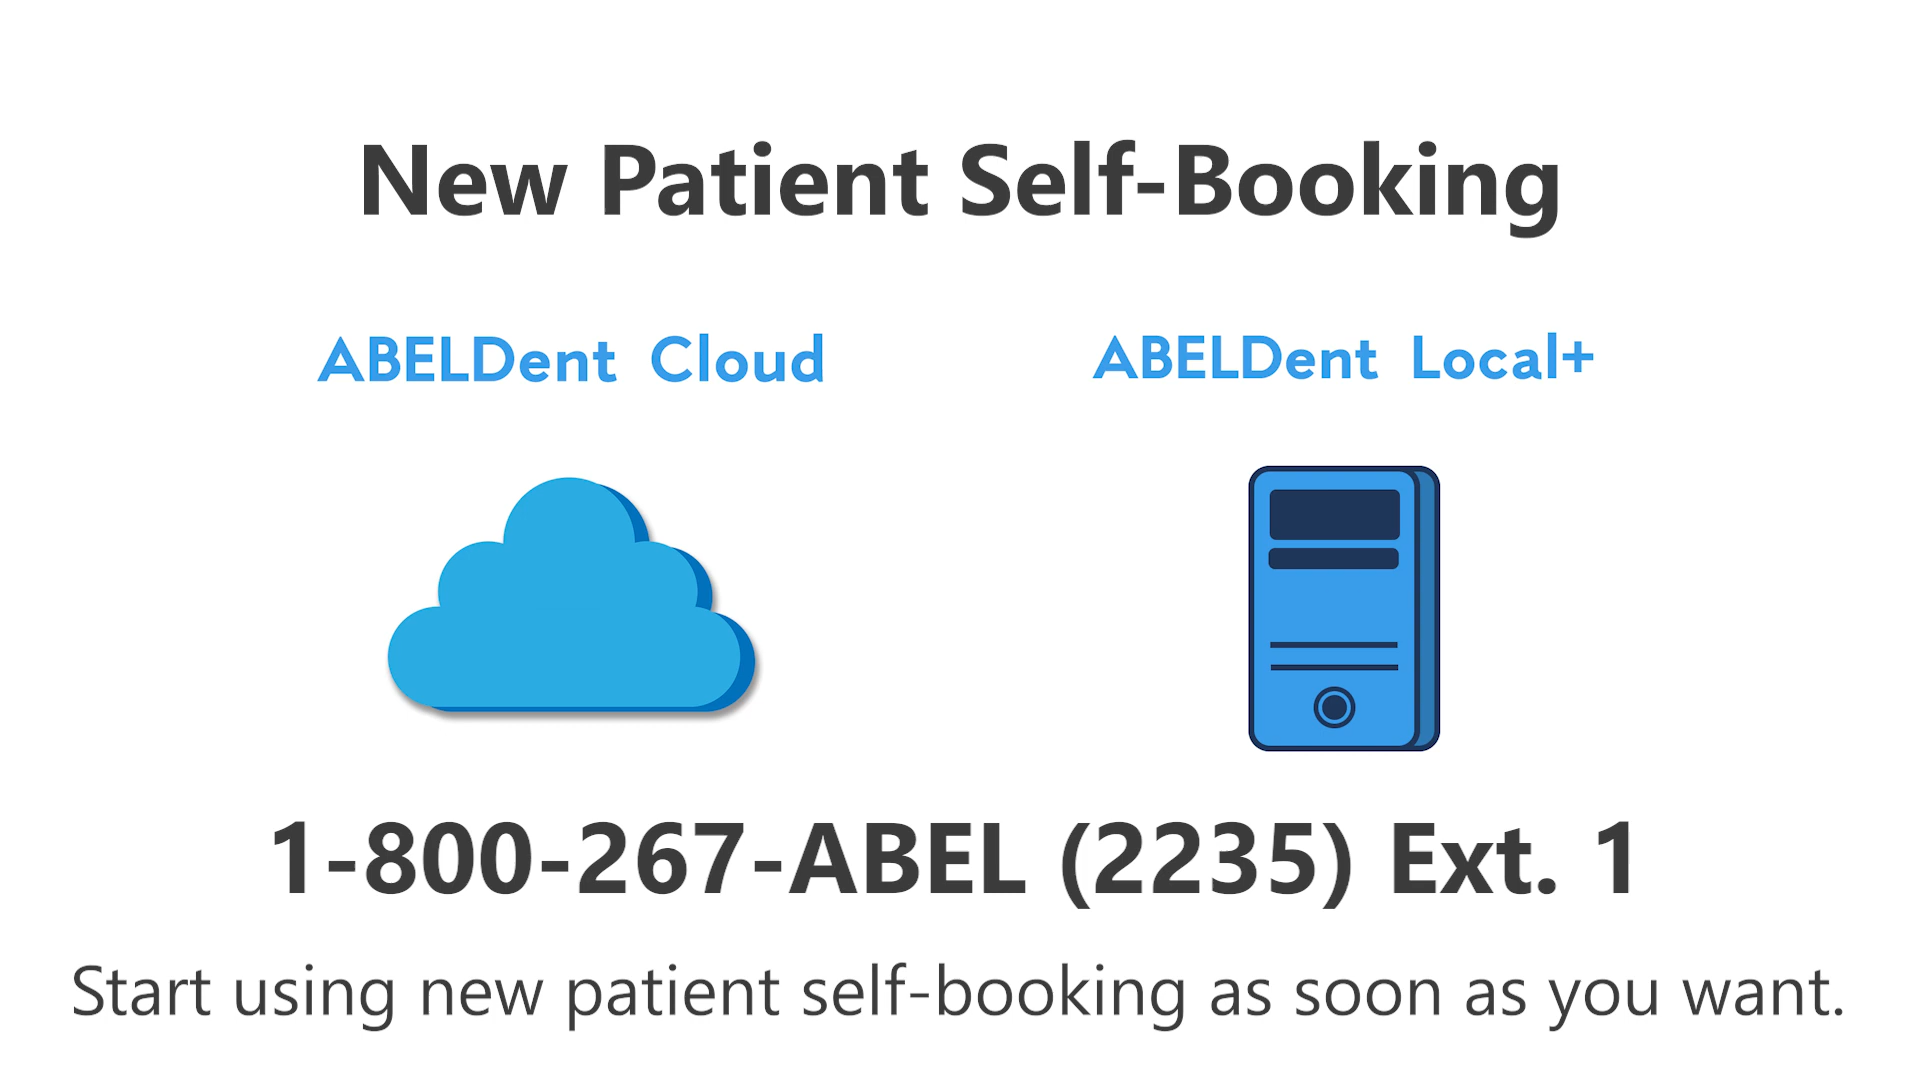 New Patient Self-Booking
ABELDent Cloud
ABELDent Local+
1-800-267-ABEL (2235) Ext. 1
Start using new patient self-booking as soon as you want.